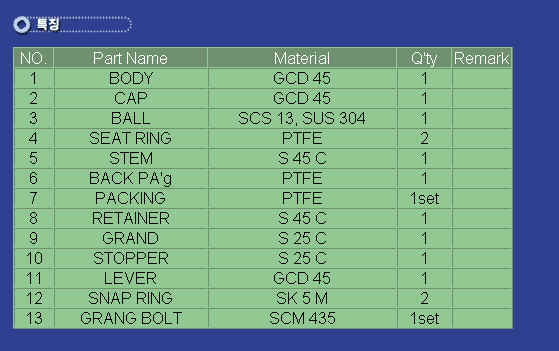 특징
NO. Part Name Material Q'ty Remark
1 BODY GCD 45 1
2 CAP GCD 45 1
3 BALL SCS 13, SUS 304 1
4 SEAT RING PTFE 2
5 STEM S 45 C 1
6 BACK PA'g PTFE 1
7 PACKING PTFE 1set
8 RETAINER S 45 C 1
9 GRAND S 25 C 1
10 STOPPER S 25 C 1
11 LEVER GCD 45 1
12 SNAP RING SK 5 M 2
13 GRANG BOLT SCM 435 1set